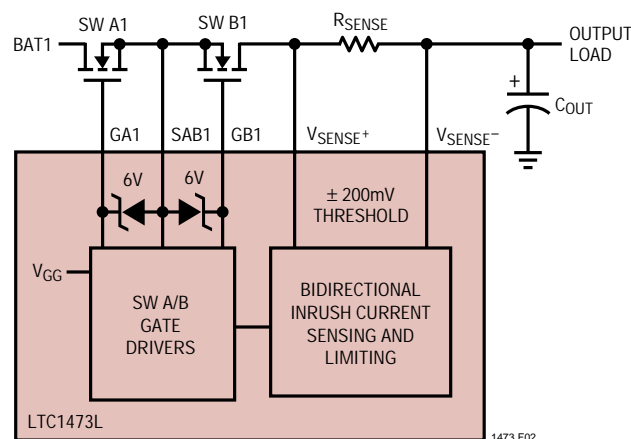 SW A1
SW B1
RSENSE
BAT1
OUTPUT
LOAD
+
COUT
GA1
SAB1
GB1
VSENSE+
VSENSE–
6V
6V
± 200mV
THRESHOLD
VGG
SW A/B
GATE
DRIVERS
BIDIRECTIONAL
INRUSH CURRENT
SENSING AND
LIMITING
LTC1473L
1473 F02